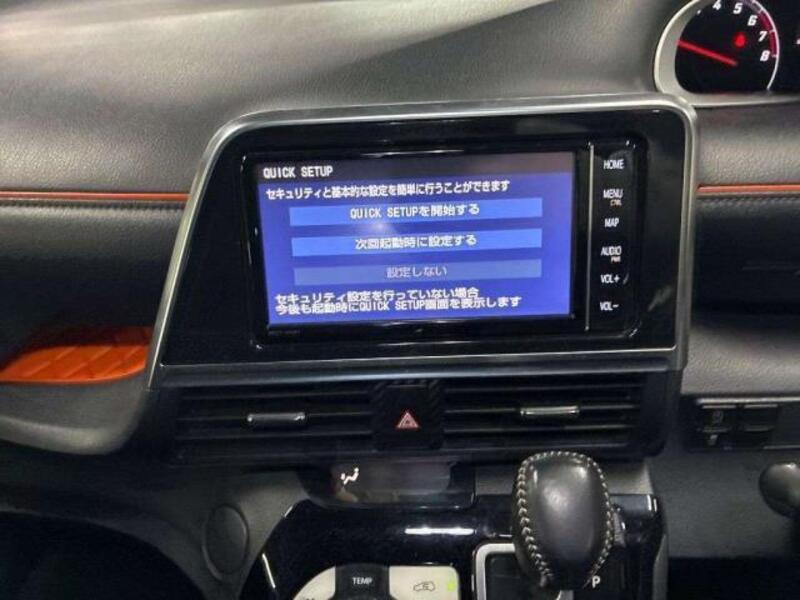 4 5 6 7 8
QUICK SETUP
セキュリティと基本的な設定を簡単に行うことができます
QUICK SETUPを開始する
次回起動時に設定する
設定しない
セキュリティ設定を行っていない場合
今後も起動時にQUICK SETUP画面を表示します
HOME
MENU
MAP
AUDIO
VOL+
VOL-
TEMP
P